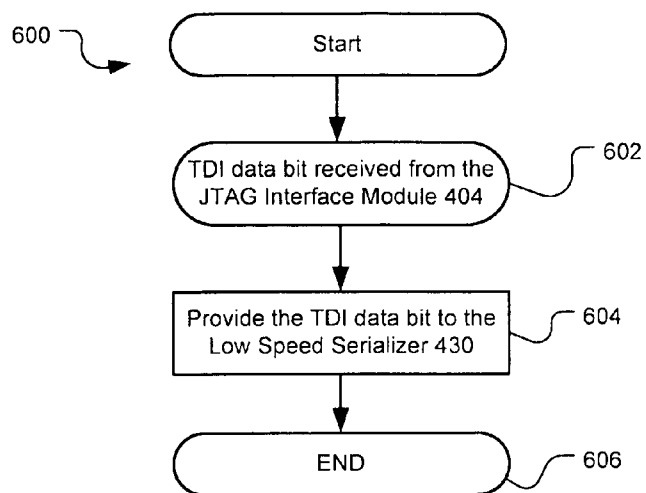 600
Start
TDI data bit received from the
JTAG Interface Module 404
602
Provide the TDI data bit to the
Low Speed Serializer 430
604
END
606